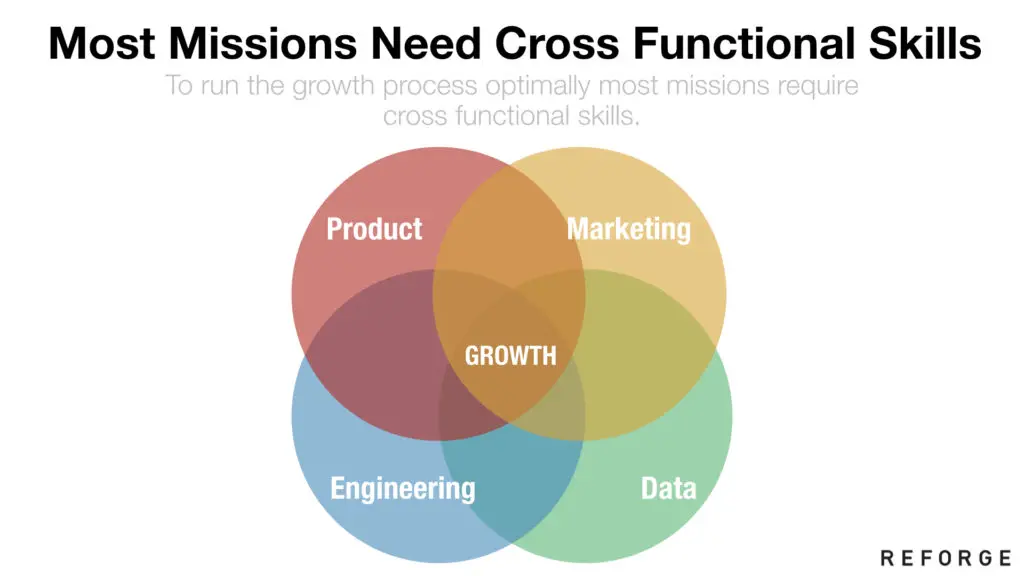 Most Missions Need Cross Functional Skills
To run the growth process optimally most missions require
cross functional skills.
Product
Marketing
GROWTH
Engineering
Data
REFORGE